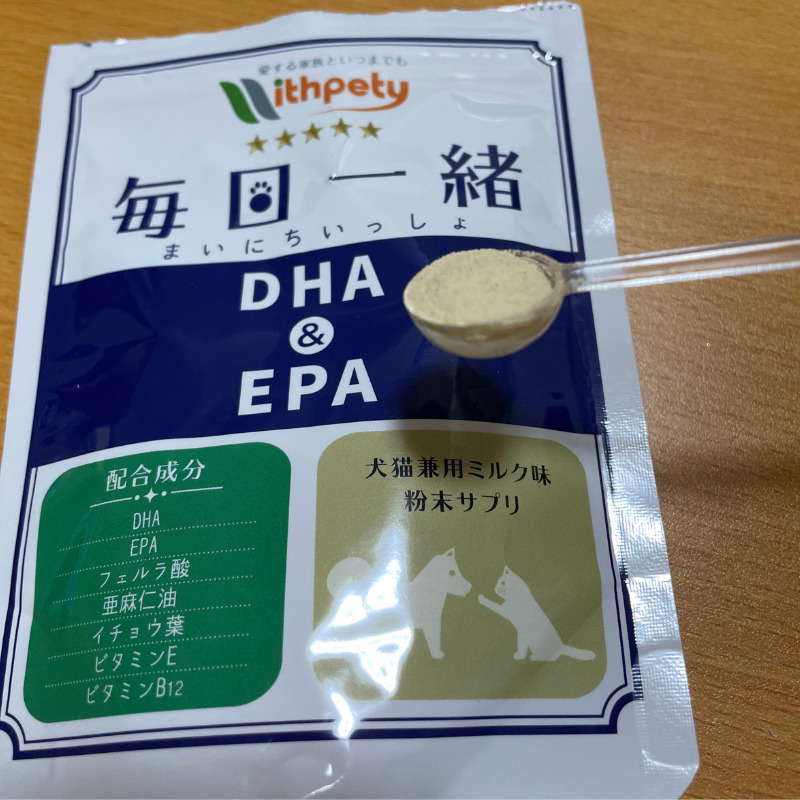 愛する家族といつまでも
Withpety
毎日一緒
まいにちいっしょ
DHA
&
EPA
配合成分
DHA
EPA
フェルラ酸
亜麻仁油
イチョウ葉
ビタミンE
ビタミンB12
犬猫兼用ミルク味
粉末サプリ